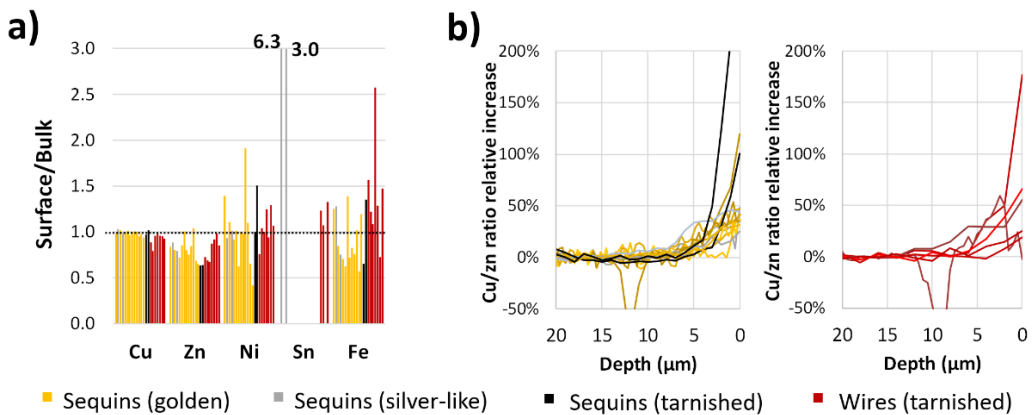 a)
6.3
3.0
3.0
2.5
2.0
1.5
1.0
0.5
0.0
Surface/Bulk
Cu Zn Ni Sn Fe
b)
Cu/zn ratio relative increase
200%
150%
100%
50%
0%
-50%
20 15 10 5 0
Depth (μm)
Cu/zn ratio relative increase
200%
150%
100%
50%
0%
-50%
20 15 10 5 0
Depth (μm)
Sequins (golden) Sequins (silver-like) Sequins (tarnished) Wires (tarnished)